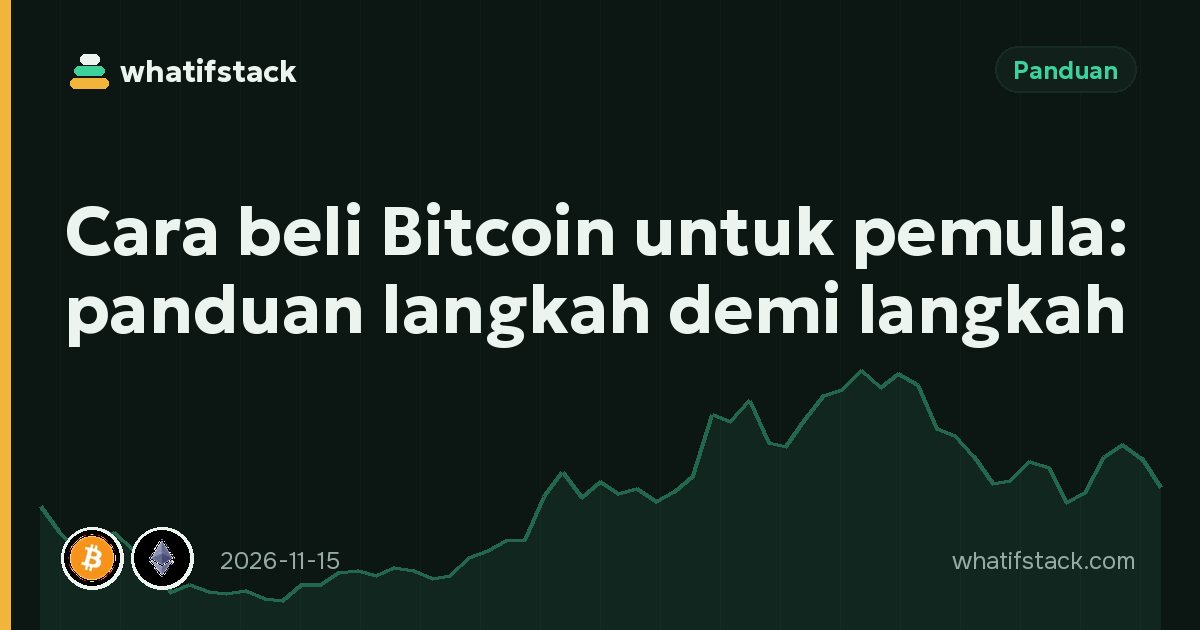 whatifstack
Panduan
Cara beli Bitcoin untuk pemula:
panduan langkah demi langkah
2026-11-15
whatifstack.com